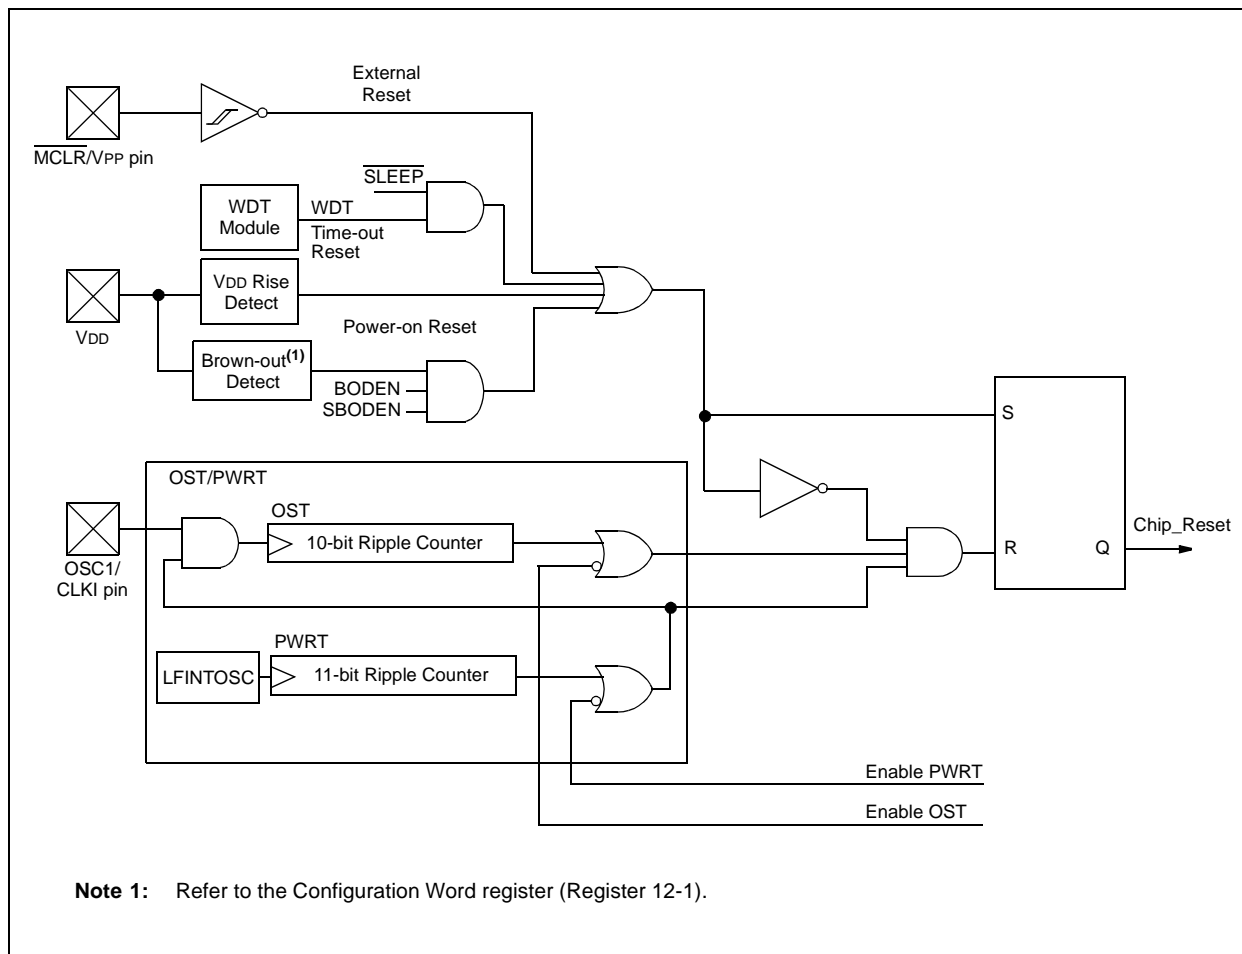 External
Reset
MCLR/VPP pin
SLEEP
WDT
Module
WDT
Time-out
Reset
VDD Rise
Detect
VDD
Power-on Reset
Brown-out(1)
Detect
BODEN
SBODEN
S
OST/PWRT
OST
10-bit Ripple Counter
OSC1/
CLKI pin
R
Q
Chip_Reset
PWRT
LFINTOSC
11-bit Ripple Counter
Enable PWRT
Enable OST
Note 1: Refer to the Configuration Word register (Register 12-1).